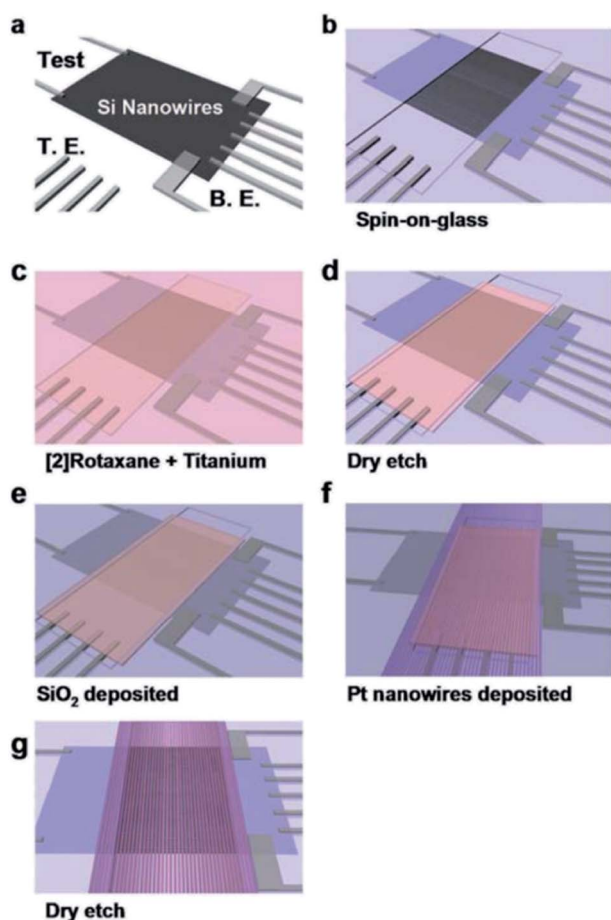 a
Test
Si Nanowires
T. E.
B. E.
b
Spin-on-glass
c
[2]Rotaxane + Titanium
d
Dry etch
e
SiO₂ deposited
f
Pt nanowires deposited
g
Dry etch